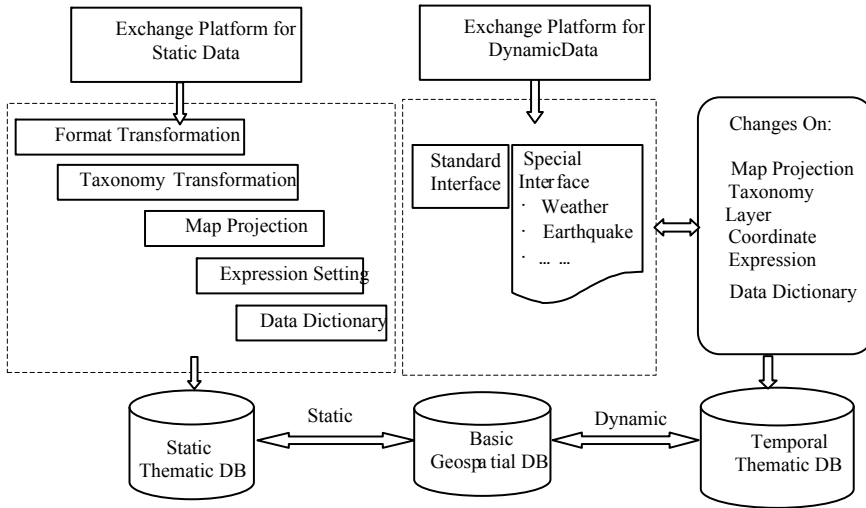 Exchange Platform for
Static Data
Exchange Platform for
DynamicData
Format Transformation
Taxonomy Transformation
Map Projection
Expression Setting
Data Dictionary
Standard
Interface
Special
Interface
· Weather
· Earthquake
· … …
Changes On:
Map Projection
Taxonomy
Layer
Coordinate
Expression
Data Dictionary
Static
Thematic DB
Static
Basic
Geospatial DB
Dynamic
Temporal
Thematic DB